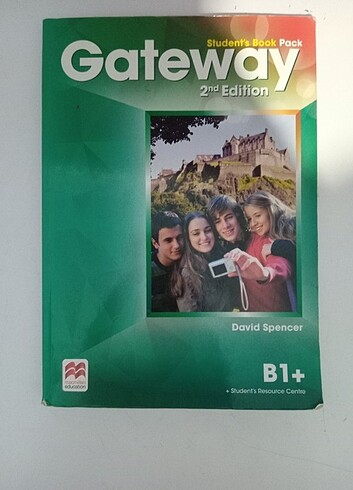 Student's Book Pack
Gateway
2nd Edition
David Spencer
B1+
+ Student's Resource Centre
macmillan
education